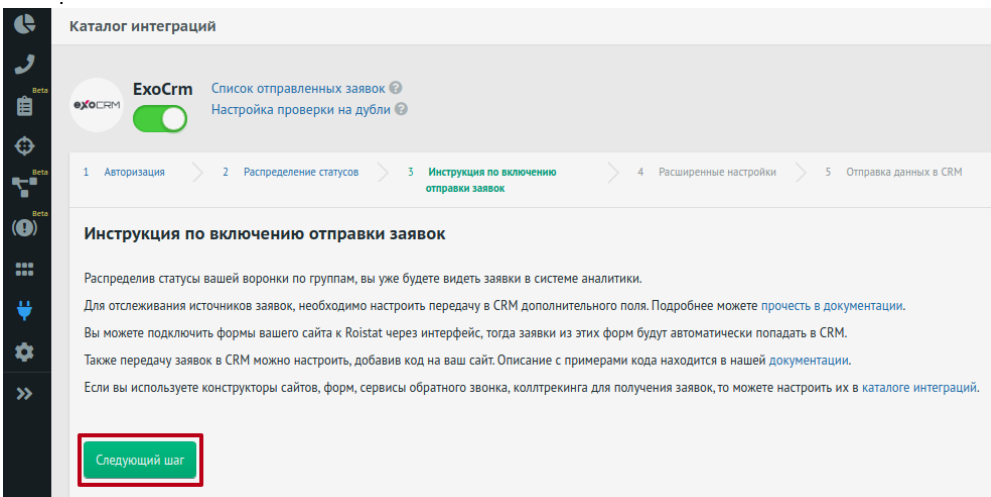 Каталог интеграций
Beta
Beta
Beta
exoCRM
ExoCrm
Список отправленных заявок ?
Настройка проверки на дубли ?
1 Авторизация
2 Распределение статусов
3 Инструкция по включению
отправки заявок
4 Расширенные настройки
5 Отправка данных в CRM
Инструкция по включению отправки заявок
Распределив статусы вашей воронки по группам, вы уже будете видеть заявки в системе аналитики.
Для отслеживания источников заявок, необходимо настроить передачу в CRM дополнительного поля. Подробнее можете прочесть в документации.
Вы можете подключить формы вашего сайта к Roistat через интерфейс, тогда заявки из этих форм будут автоматически попадать в CRM.
Также передачу заявок в CRM можно настроить, добавив код на ваш сайт. Описание с примерами кода находится в нашей документации.
Если вы используете конструкторы сайтов, форм, сервисы обратного звонка, коллтрекинга для получения заявок, то можете настроить их в каталоге интеграций.
Следующий шаг